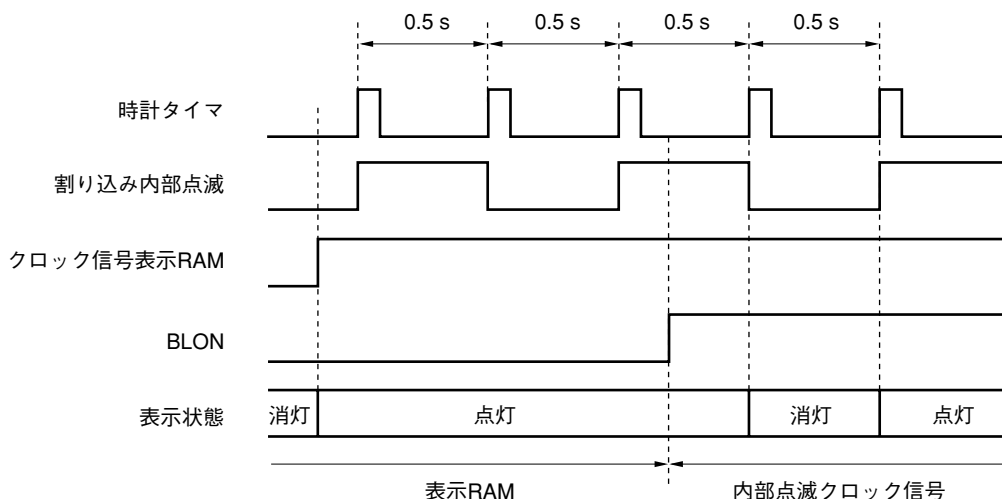 0.5 s 0.5 s 0.5 s 0.5 s
時計タイマ
割り込み内部点滅
クロック信号表示RAM
BLON
表示状態 消灯 点灯 消灯 点灯
表示RAM 内部点滅クロック信号